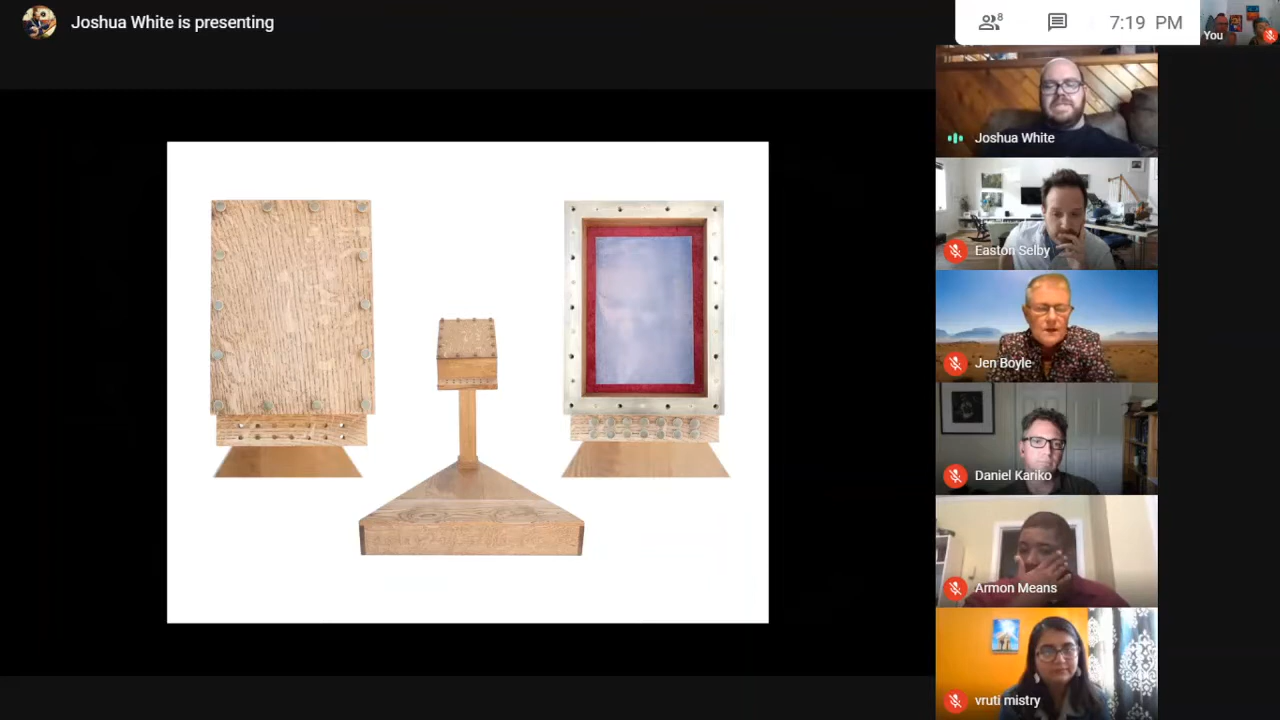 Joshua White is presenting
8
7:19 PM
You
Joshua White
Easton Selby
Jen Boyle
Daniel Kariko
Armon Means
vruti mistry